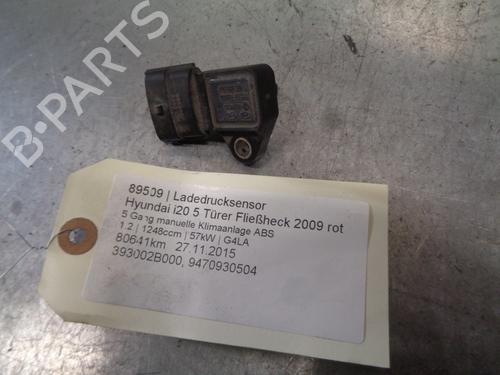 B-PARTS
89509 | Ladedrucksensor
Hyundai i20 5 Türer Fließheck 2009 rot
5 Gang manuelle Klimaanlage ABS
1.2 | 1248ccm | 57kW | G4LA
80641km 27.11.2015
393002B000, 9470930504